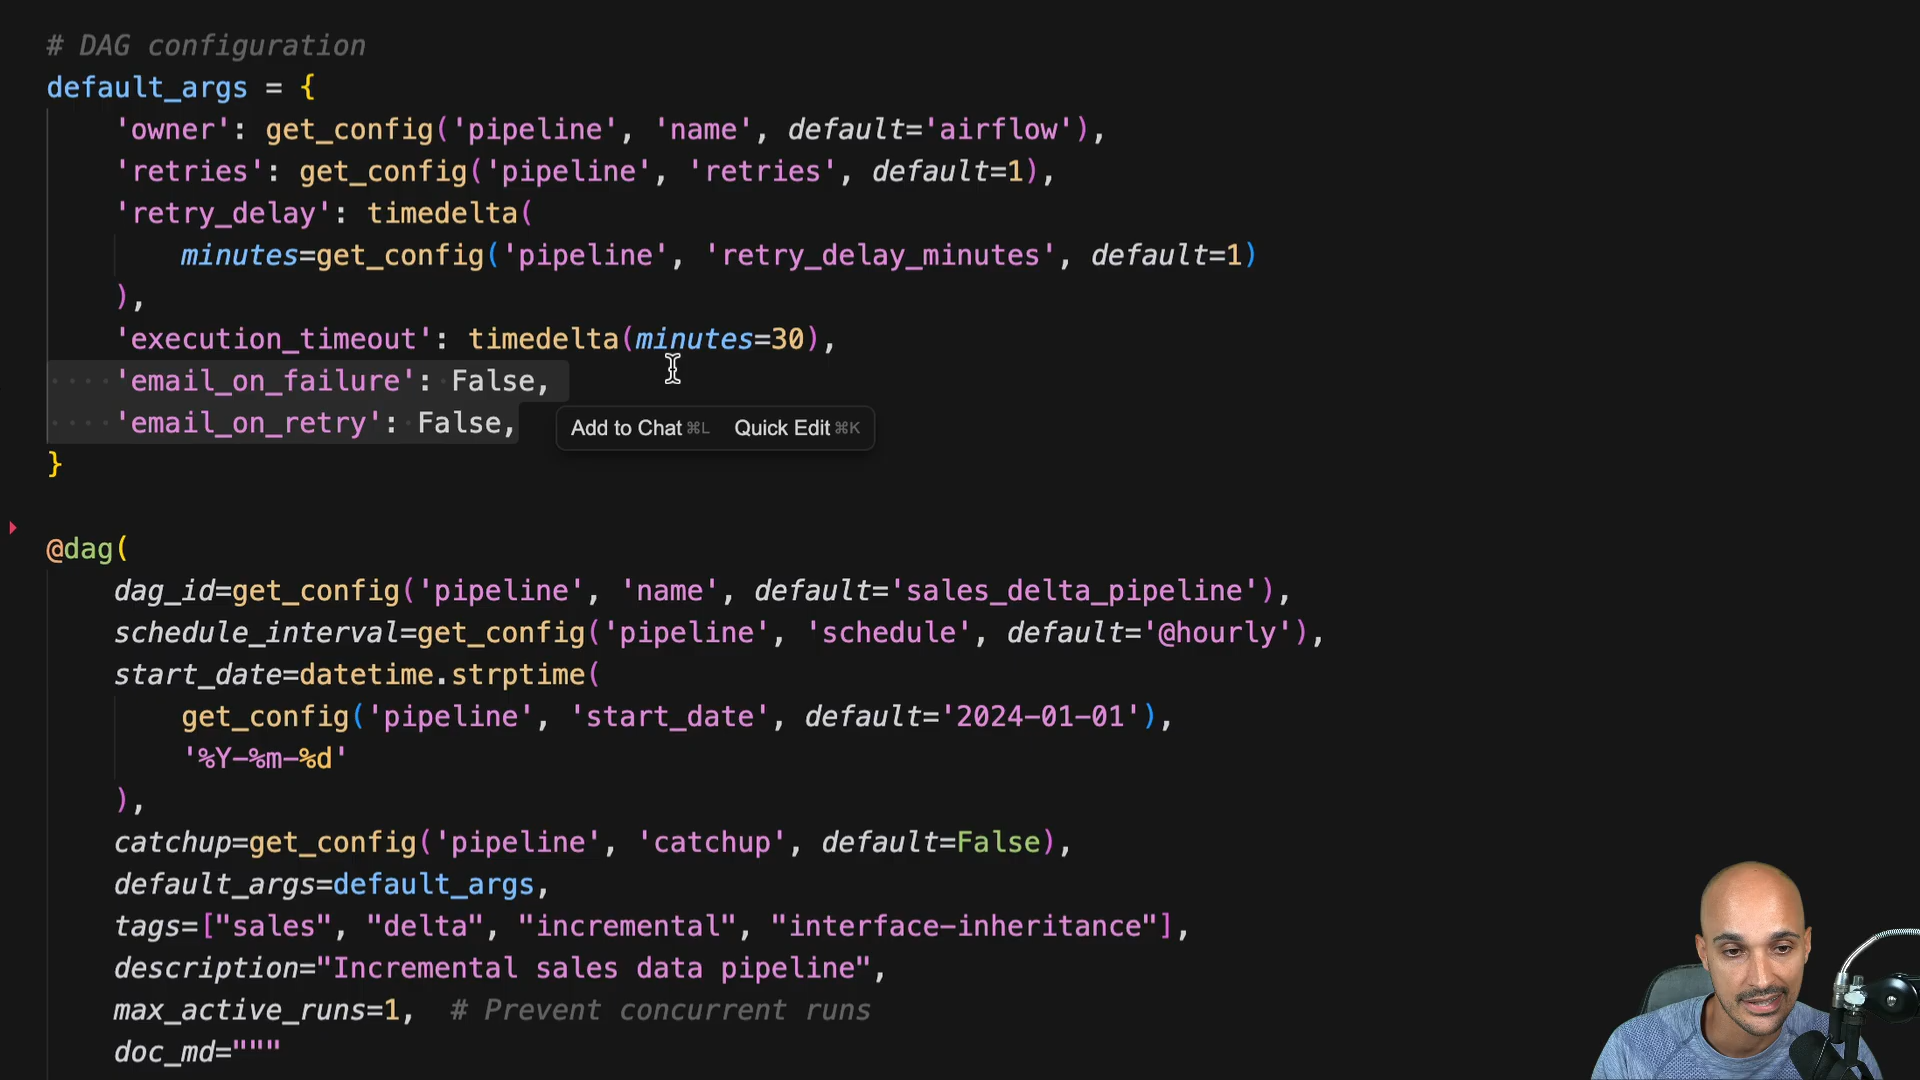 # DAG configuration
default_args = {
    'owner': get_config('pipeline', 'name', default='airflow'),
    'retries': get_config('pipeline', 'retries', default=1),
    'retry_delay': timedelta(
        minutes=get_config('pipeline', 'retry_delay_minutes', default=1)
    ),
    'execution_timeout': timedelta(minutes=30),
    'email_on_failure': False,
    'email_on_retry': False,
Add to Chat ⌘L Quick Edit ⌘K
}
@dag(
    dag_id=get_config('pipeline', 'name', default='sales_delta_pipeline'),
    schedule_interval=get_config('pipeline', 'schedule', default='@hourly'),
    start_date=datetime.strptime(
        get_config('pipeline', 'start_date', default='2024-01-01'),
        '%Y-%m-%d'
    ),
    catchup=get_config('pipeline', 'catchup', default=False),
    default_args=default_args,
    tags=["sales", "delta", "incremental", "interface-inheritance"],
    description="Incremental sales data pipeline",
    max_active_runs=1,  # Prevent concurrent runs
    doc_md="""